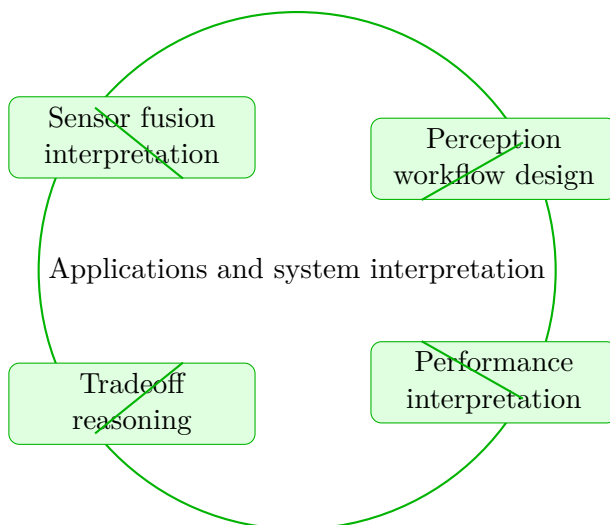 Sensor fusion
interpretation
Perception
workflow design
Applications and system interpretation
Tradeoff
reasoning
Performance
interpretation